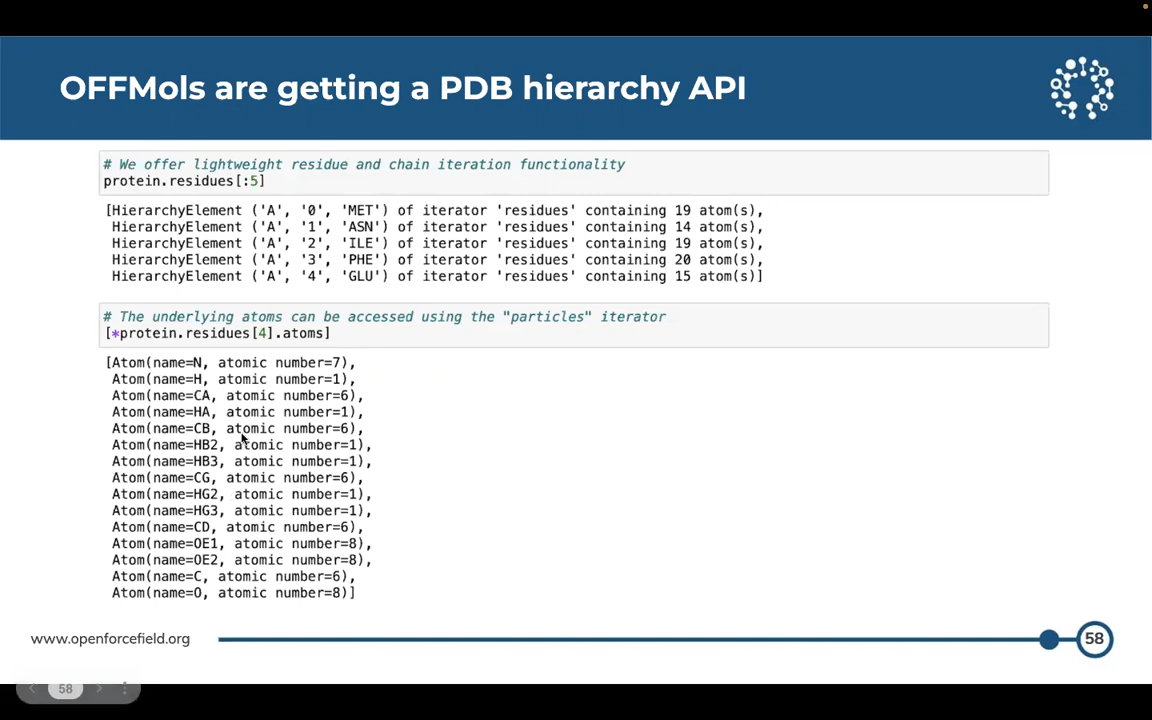 OFFMols are getting a PDB hierarchy API
# We offer lightweight residue and chain iteration functionality
protein.residues[:5]
[HierarchyElement ('A', '0', 'MET') of iterator 'residues' containing 19 atom(s),
 HierarchyElement ('A', '1', 'ASN') of iterator 'residues' containing 14 atom(s),
 HierarchyElement ('A', '2', 'ILE') of iterator 'residues' containing 19 atom(s),
 HierarchyElement ('A', '3', 'PHE') of iterator 'residues' containing 20 atom(s),
 HierarchyElement ('A', '4', 'GLU') of iterator 'residues' containing 15 atom(s)]
# The underlying atoms can be accessed using the "particles" iterator
[*protein.residues[4].atoms]
[Atom(name=N, atomic number=7),
 Atom(name=H, atomic number=1),
 Atom(name=CA, atomic number=6),
 Atom(name=HA, atomic number=1),
 Atom(name=CB, atomic number=6),
 Atom(name=HB2, atomic number=1),
 Atom(name=HB3, atomic number=1),
 Atom(name=CG, atomic number=6),
 Atom(name=HG2, atomic number=1),
 Atom(name=HG3, atomic number=1),
 Atom(name=CD, atomic number=6),
 Atom(name=OE1, atomic number=8),
 Atom(name=OE2, atomic number=8),
 Atom(name=C, atomic number=6),
 Atom(name=O, atomic number=8)]
www.openforcefield.org
58
58